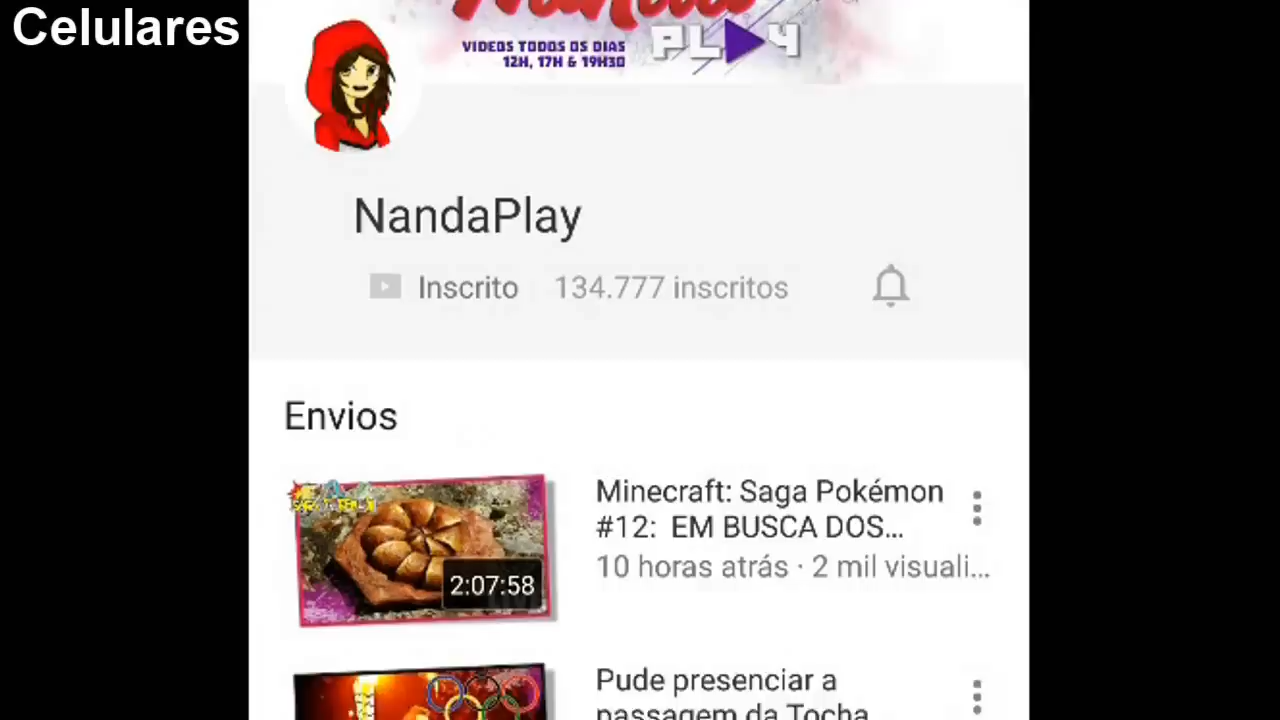 Celulares
PLAY
VIDEOS TODOS OS DIAS
12H, 17H & 19H30
NandaPlay
Inscrito 134.777 inscritos
Envios
Minecraft: Saga Pokémon
#12: EM BUSCA DOS...
10 horas atrás · 2 mil visuali...
2:07:58
Pude presenciar a
passagem da Tocha